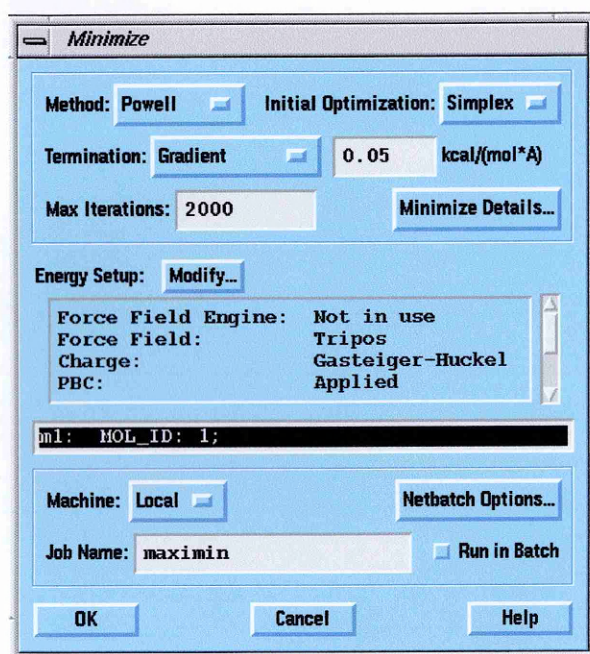 Minimize
Method: Powell Initial Optimization: Simplex
Termination: Gradient 0.05 kcal/(mol*A)
Max Iterations: 2000 Minimize Details...
Energy Setup: Modify...
Force Field Engine: Not in use
Force Field: Tripos
Charge: Gasteiger-Huckel
PBC: Applied
m1: MOL_ID: 1;
Machine: Local Netbatch Options...
Job Name: maximin Run in Batch
OK Cancel Help